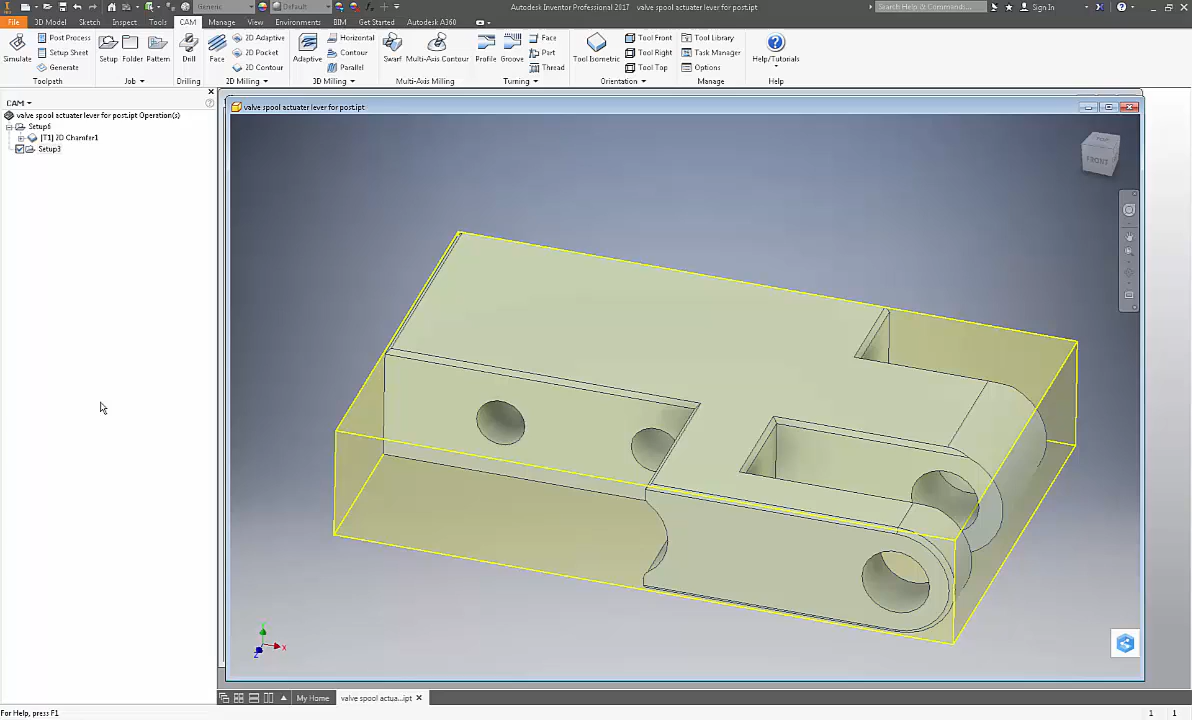 Generic
Default
Autodesk Inventor Professional 2017 valve spool actuater lever for post.ipt
Search Help & Commands...
Sign In
File 3D Model Sketch Inspect Tools CAM Manage View Environments BIM Get Started Autodesk A360
Simulate
Post Process
Setup Sheet
Generate
Toolpath
Setup
Folder
Pattern
Job
Drill
Drilling
Face
2D Adaptive
2D Pocket
2D Contour
2D Milling
Adaptive
Horizontal
Contour
Parallel
3D Milling
Swarf
Multi-Axis Contour
Multi-Axis Milling
Profile
Groove
Face
Part
Thread
Turning
Tool Isometric
Tool Front
Tool Right
Tool Top
Orientation
Tool Library
Task Manager
Options
Manage
Help/Tutorials
Help
CAM
valve spool actuater lever for post.ipt Operation(s)
Setup6
[T1] 2D Chamfer1
Setup3
valve spool actuater lever for post.ipt
TOP
FRONT
X
Z
My Home
valve spool actua...ipt
For Help, press F1
1 1